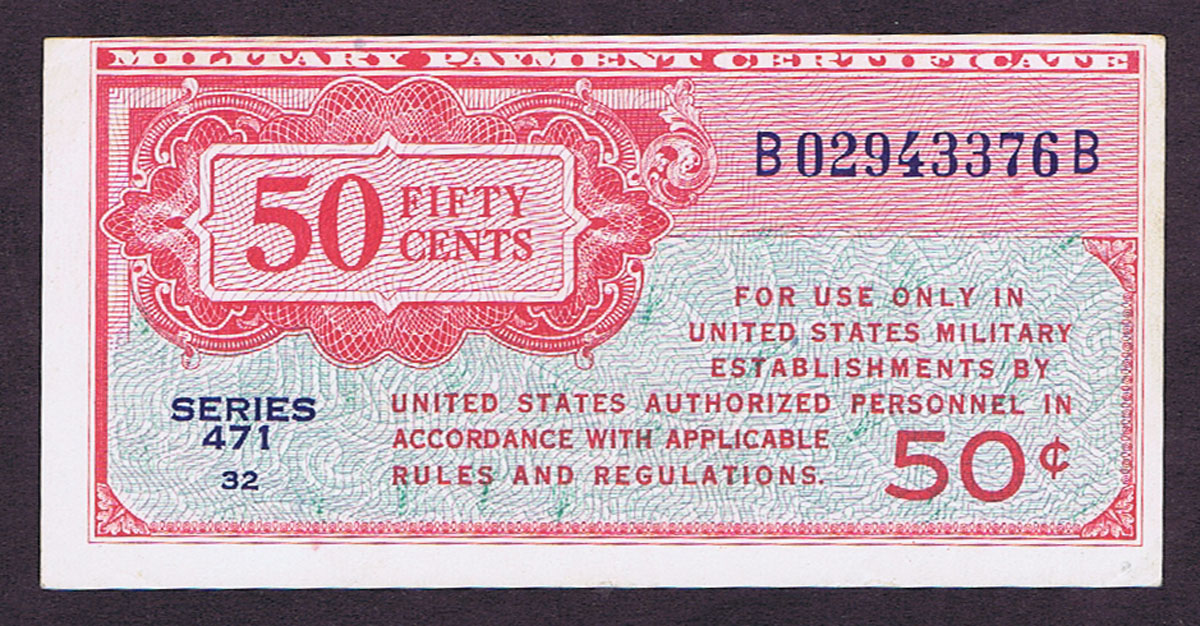 MILITARY PAYMENT CERTIFICATE
B02943376B
50 FIFTY
CENTS
FOR USE ONLY IN
UNITED STATES MILITARY
ESTABLISHMENTS BY
UNITED STATES AUTHORIZED PERSONNEL IN
ACCORDANCE WITH APPLICABLE
RULES AND REGULATIONS.
SERIES
471
32
50¢